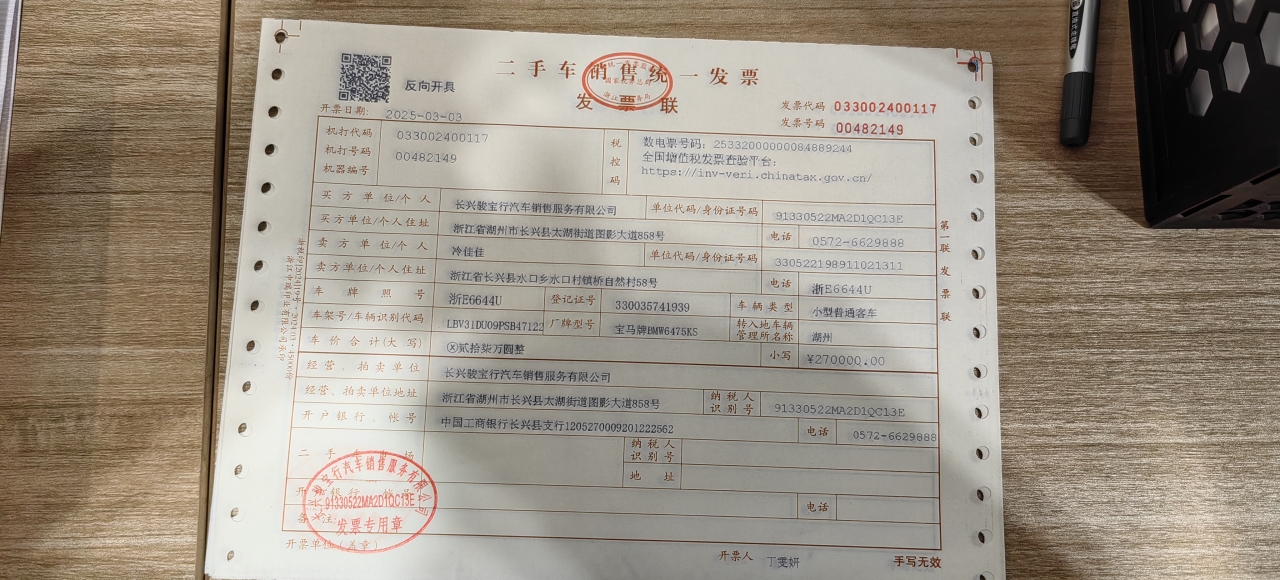 二手车销售统一发票
反向开具
发票联
发票代码 033002400117
发票号码 00482149
开票日期: 2025-03-03
机打代码 033002400117
机打号码 00482149
机器编号
税控码
数电票号码: 25332000000084889244
全国增值税发票查验平台:
https://inv-veri.chinatax.gov.cn/
买方单位/个人 长兴骏宝行汽车销售服务有限公司 单位代码/身份证号码 91330522MA2D1QC13E
买方单位/个人住址 浙江省湖州市长兴县太湖街道图影大道858号 电话 0572-6629888
卖方单位/个人 冷佳佳 单位代码/身份证号码 330522198911021311
卖方单位/个人住址 浙江省长兴县水口乡水口村镇桥自然村58号 电话 浙E6644U
车牌照号 浙E6644U 登记证号 330035741939 车辆类型 小型普通客车
车架号/车辆识别代码 LBV31DU09PSB47122 厂牌型号 宝马牌BMW6475KS 转入地车辆管理所名称 湖州
车价合计(大写) ⊗贰拾柒万圆整 小写 ¥270000.00
经营、拍卖单位 长兴骏宝行汽车销售服务有限公司
经营、拍卖单位地址 浙江省湖州市长兴县太湖街道图影大道858号 纳税人识别号 91330522MA2D1QC13E
开户银行、帐号 中国工商银行长兴县支行1205270009201222562 电话 0572-6629888
二手 场 纳税人识别号
地址
开 银行 电话
备注:
长兴骏宝行汽车销售服务有限公司
91330522MA2D1QC13E
发票专用章
开票单位(盖章)
开票人 丁雯妍
手写无效
第一联 发票联